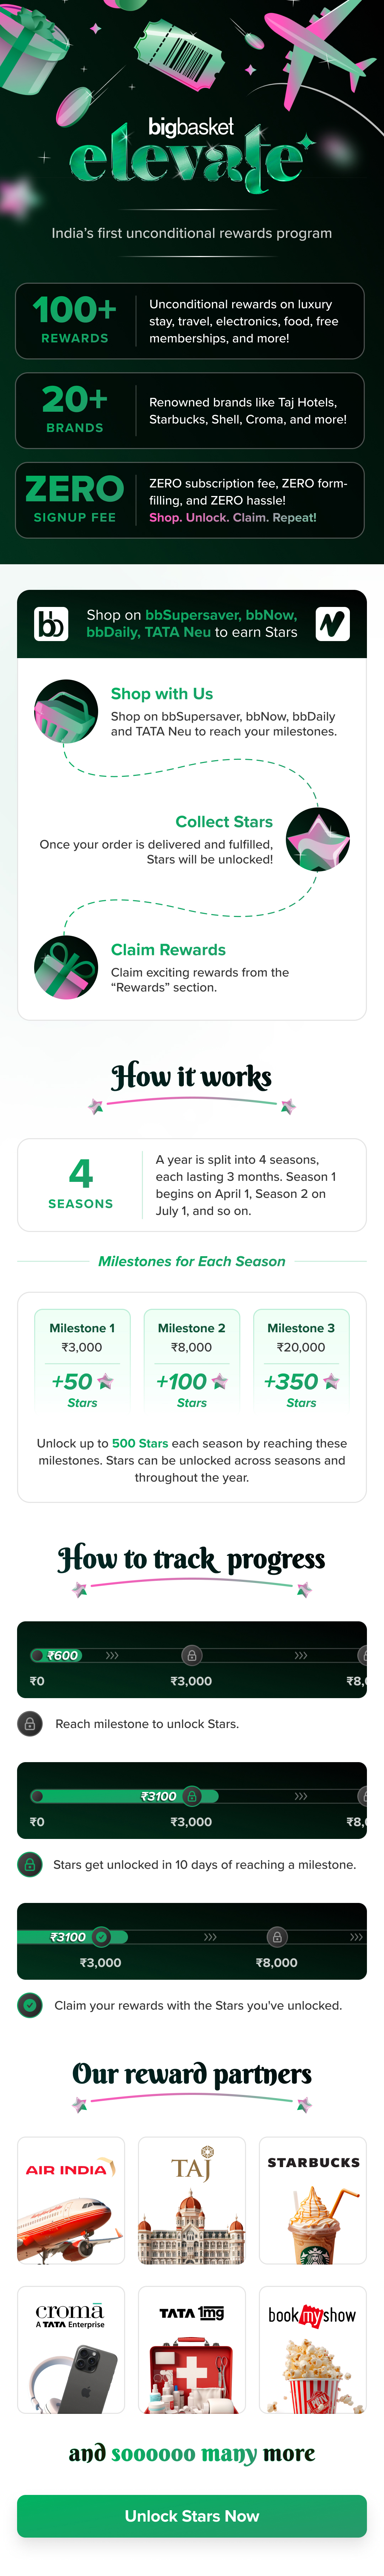 bigbasket
elevate
India's first unconditional rewards program
100+
REWARDS
Unconditional rewards on luxury
stay, travel, electronics, food, free
memberships, and more!
20+
BRANDS
Renowned brands like Taj Hotels,
Starbucks, Shell, Croma, and more!
ZERO
SIGNUP FEE
ZERO subscription fee, ZERO form-
filling, and ZERO hassle!
Shop. Unlock. Claim. Repeat!
bb
Shop on bbSupersaver, bbNow,
bbDaily, TATA Neu to earn Stars
Shop with Us
Shop on bbSupersaver, bbNow, bbDaily
and TATA Neu to reach your milestones.
Collect Stars
Once your order is delivered and fulfilled,
Stars will be unlocked!
Claim Rewards
Claim exciting rewards from the
“Rewards” section.
How it works
4
SEASONS
A year is split into 4 seasons,
each lasting 3 months. Season 1
begins on April 1, Season 2 on
July 1, and so on.
Milestones for Each Season
Milestone 1
₹3,000
+50
Stars
Milestone 2
₹8,000
+100
Stars
Milestone 3
₹20,000
+350
Stars
Unlock up to 500 Stars each season by reaching these
milestones. Stars can be unlocked across seasons and
throughout the year.
How to track progress
₹600
₹0 ₹3,000 ₹8,0
Reach milestone to unlock Stars.
₹3100
₹0 ₹3,000 ₹8,0
Stars get unlocked in 10 days of reaching a milestone.
₹3100
₹3,000 ₹8,000
Claim your rewards with the Stars you've unlocked.
Our reward partners
AIR INDIA
TAJ
STARBUCKS
cromā
A TATA Enterprise
TATA 1mg
bookmyshow
and soooooo many more
Unlock Stars Now